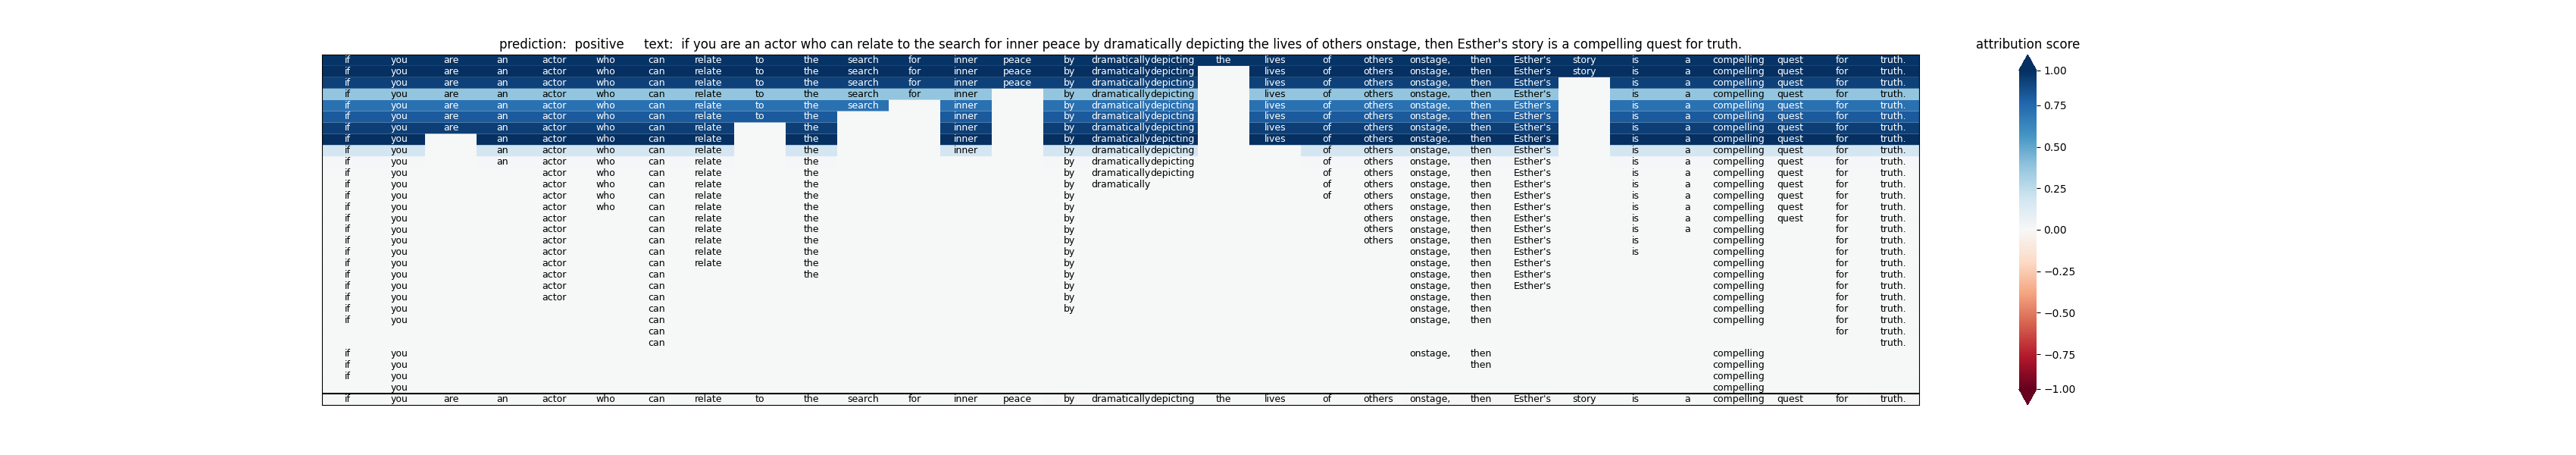 prediction: positive text: if you are an actor who can relate to the search for inner peace by dramatically depicting the lives of others onstage, then Esther's story is a compelling quest for truth.
attribution score
if you are an actor who can relate to the search for inner peace by dramatically depicting the lives of others onstage, then Esther's story is a compelling quest for truth.
if you are an actor who can relate to the search for inner peace by dramatically depicting lives of others onstage, then Esther's story is a compelling quest for truth.
if you are an actor who can relate to the search for inner peace by dramatically depicting lives of others onstage, then Esther's is a compelling quest for truth.
if you are an actor who can relate to the search for inner by dramatically depicting lives of others onstage, then Esther's is a compelling quest for truth.
if you are an actor who can relate to the search inner by dramatically depicting lives of others onstage, then Esther's is a compelling quest for truth.
if you are an actor who can relate to the inner by dramatically depicting lives of others onstage, then Esther's is a compelling quest for truth.
if you are an actor who can relate the inner by dramatically depicting lives of others onstage, then Esther's is a compelling quest for truth.
if you an actor who can relate the inner by dramatically depicting lives of others onstage, then Esther's is a compelling quest for truth.
if you an actor who can relate the inner by dramatically depicting of others onstage, then Esther's is a compelling quest for truth.
if you an actor who can relate the by dramatically depicting of others onstage, then Esther's is a compelling quest for truth.
if you actor who can relate the by dramatically depicting of others onstage, then Esther's is a compelling quest for truth.
if you actor who can relate the by dramatically of others onstage, then Esther's is a compelling quest for truth.
if you actor who can relate the by of others onstage, then Esther's is a compelling quest for truth.
if you actor who can relate the by others onstage, then Esther's is a compelling quest for truth.
if you actor can relate the by others onstage, then Esther's is a compelling quest for truth.
if you actor can relate the by others onstage, then Esther's is a compelling for truth.
if you actor can relate the by others onstage, then Esther's is compelling for truth.
if you actor can relate the by onstage, then Esther's is compelling for truth.
if you actor can relate the by onstage, then Esther's compelling for truth.
if you actor can the by onstage, then Esther's compelling for truth.
if you actor can by onstage, then Esther's compelling for truth.
if you actor can by onstage, then compelling for truth.
if you can by onstage, then compelling for truth.
if you can onstage, then compelling for truth.
can for truth.
can truth.
if you onstage, then compelling
if you then compelling
if you compelling
you compelling
if you are an actor who can relate to the search for inner peace by dramatically depicting the lives of others onstage, then Esther's story is a compelling quest for truth.
1.00
0.75
0.50
0.25
0.00
−0.25
−0.50
−0.75
−1.00